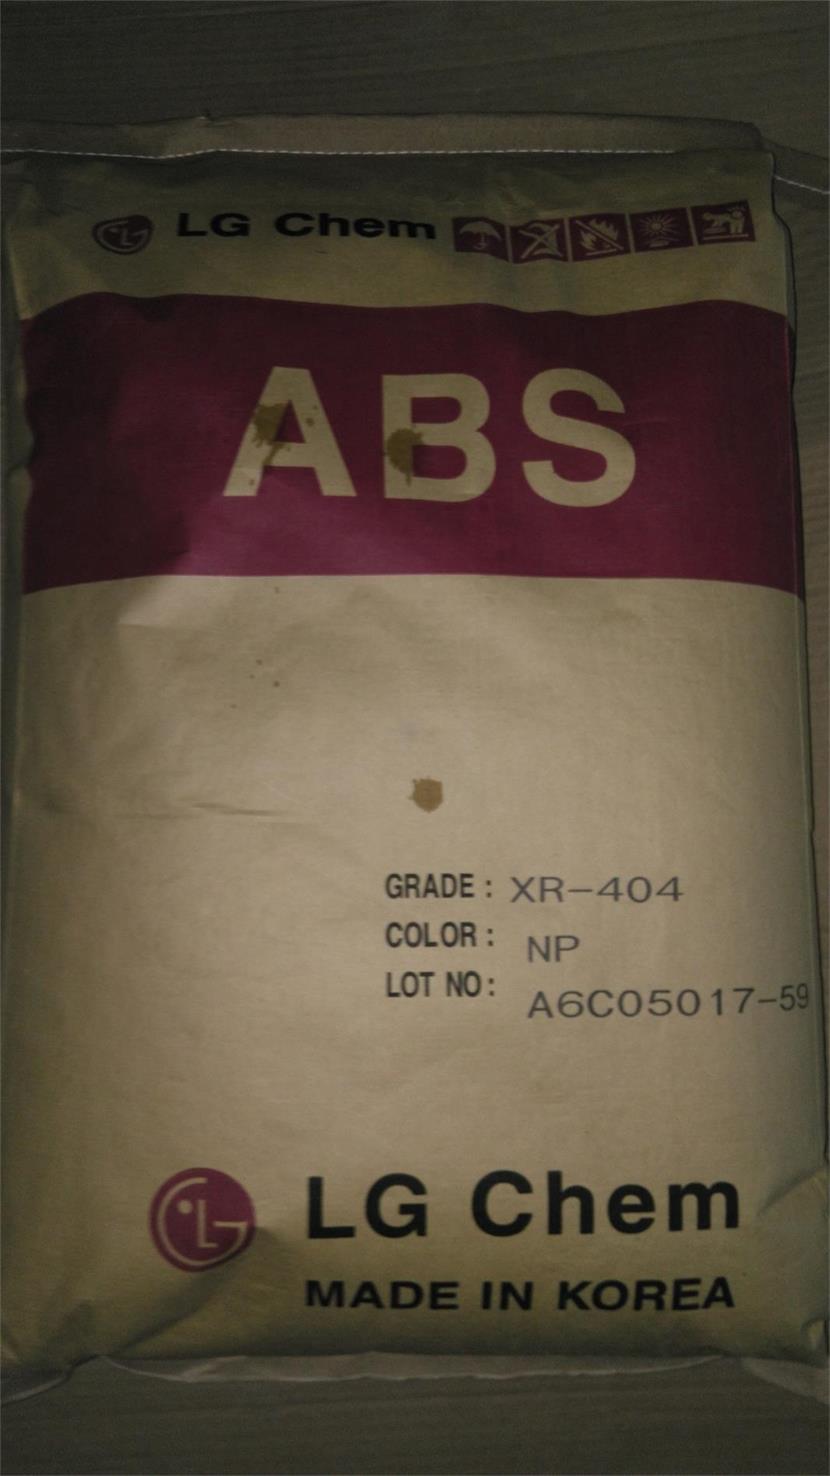 LG Chem
ABS
GRADE : XR-404
COLOR : NP
LOT NO : A6C05017-59
LG Chem
MADE IN KOREA